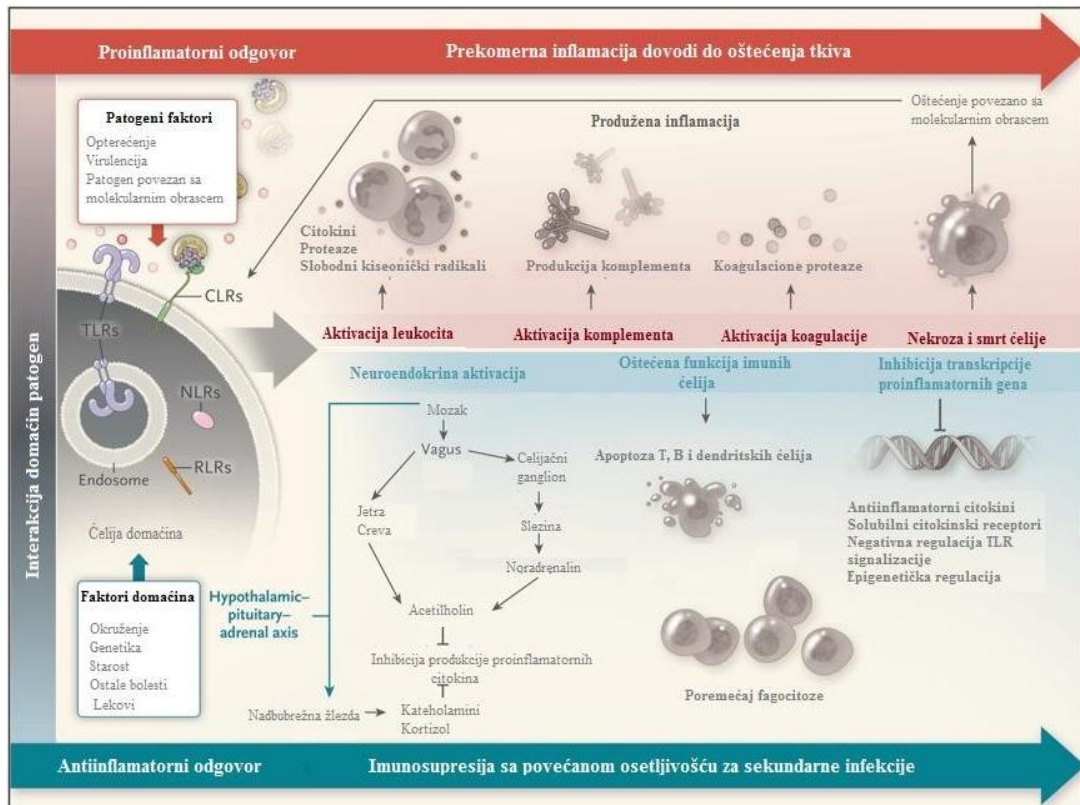 Proinflamatorni odgovor
Prekomerna inflamacija dovodi do oštećenja tkiva
Interakcija domaćin patogen
Patogeni faktori
Opterećenje
Virulencija
Patogen povezan sa
molekularnim obrascem
TLRs
CLRs
NLRs
RLRs
Endosome
Ćelija domaćina
Faktori domaćina
Okruženje
Genetika
Starost
Ostale bolesti
Lekovi
Produžena inflamacija
Oštećenje povezano sa
molekularnim obrascem
Citokini
Proteaze
Slobodni kiseonički radikali
Produkcija komplementa
Koagulacione proteaze
Aktivacija leukocita
Aktivacija komplementa
Aktivacija koagulacije
Nekroza i smrt ćelije
Neuroendokrina aktivacija
Oštećena funkcija imunih
ćelija
Inhibicija transkripcije
proinflamatornih gena
Mozak
Vagus
Celijačni
ganglion
Jetra
Creva
Slezina
Noradrenalin
Acetilholin
Hypothalamic–
pituitary–
adrenal axis
Inhibicija produkcije proinflamatornih
citokina
Nadbubrežna žlezda
Kateholamini
Kortizol
Apoptoza T, B i dendritskih ćelija
Poremećaj fagocitoze
Antiinflamatorni citokini
Solubilni citokinski receptori
Negativna regulacija TLR
signalizacije
Epigenetička regulacija
Antiinflamatorni odgovor
Imunosupresija sa povećanom osetljivošću za sekundarne infekcije